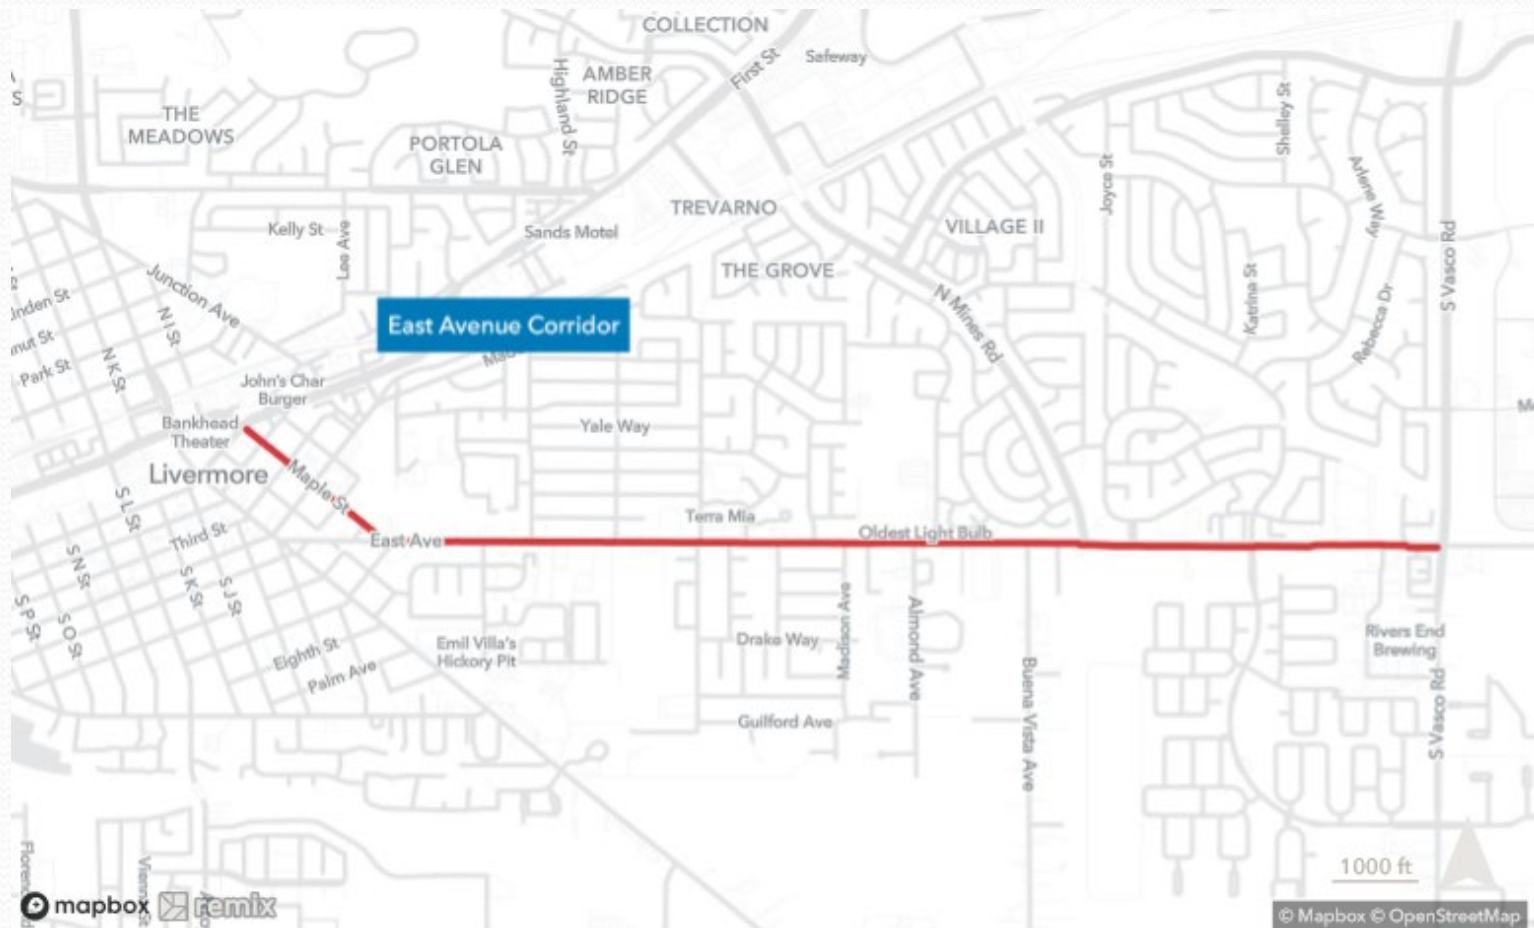 COLLECTION
First St
Safeway
Highland St
AMBER
RIDGE
S
THE
MEADOWS
PORTOLA
GLEN
Shelley St
Joyce St
Arlene Way
TREVARNO
VILLAGE II
Kelly St
Lee Ave
Sands Motel
S Vasco Rd
THE GROVE
Junction Ave
N I St
East Avenue Corridor
N Mines Rd
Katrina St
Rebecca Dr
Park St
N K St
John's Char
Burger
Bankhead
Theater
Yale Way
Livermore
Maple St
S L St
Third St
Terra Mia
Oldest Light Bulb
East Ave
S N St
S K St
S J St
S P St
S O St
Eighth St
Palm Ave
Emil Villa's
Hickory Pit
Drake Way
Madison Ave
Almond Ave
Rivers End
Brewing
Buena Vista Ave
S Vasco Rd
Guilford Ave
1000 ft
mapbox
remix
© Mapbox © OpenStreetMap